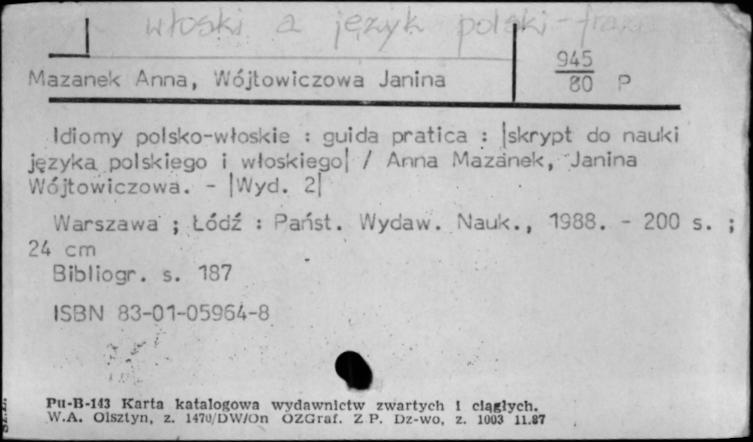 włoski a język polski - 
945
Mazanek Anna, Wójtowiczowa Janina
80 P
Idiomy polsko-włoskie : guida pratica : |skrypt do nauki
języka polskiego i włoskiego| / Anna Mazanek, Janina
Wójtowiczowa. - |Wyd. 2|
Warszawa ; Łódź : Państ. Wydaw. Nauk., 1988. - 200 s. ;
24 cm
Bibliogr. s. 187
ISBN 83-01-05964-8
Pu-B-143 Karta katalogowa wydawnictw zwartych i ciągłych.
W.A. Olsztyn, z. 1470/DW/On OZGraf. Z P. Dz-wo, z. 1003 11.87